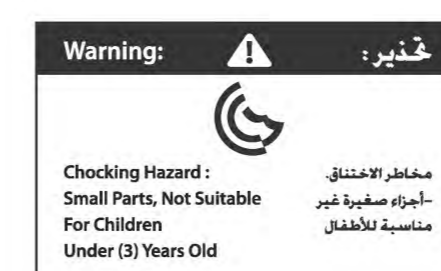 Warning:
تحذير:
Chocking Hazard :
Small Parts, Not Suitable
For Children
Under (3) Years Old
مخاطر الاختناق.
-أجزاء صغيرة غير
مناسبة للأطفال